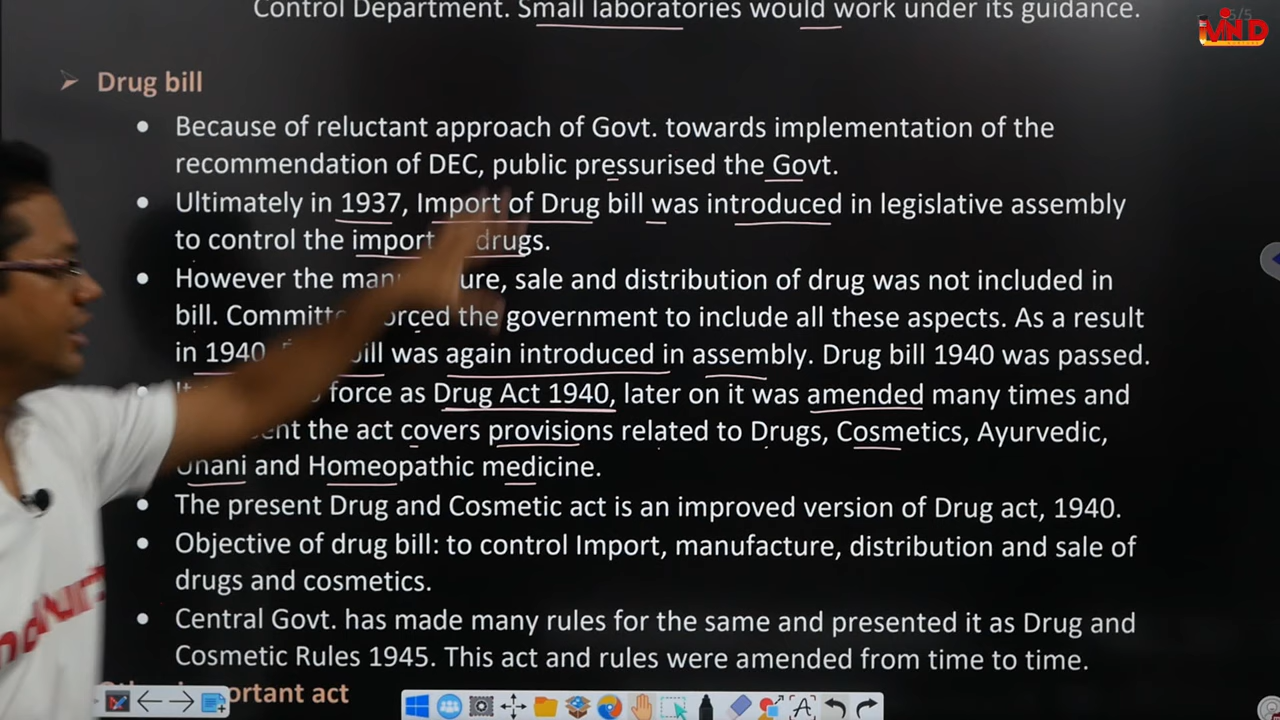 Control Department. Small laboratories would work under its guidance.
Drug bill
Because of reluctant approach of Govt. towards implementation of the
recommendation of DEC, public pressurised the Govt.
Ultimately in 1937, Import of Drug bill was introduced in legislative assembly
to control the import drugs.
However the man ure, sale and distribution of drug was not included in
bill. Committ orced the government to include all these aspects. As a result
in 1940 bill was again introduced in assembly. Drug bill 1940 was passed.
force as Drug Act 1940, later on it was amended many times and
the act covers provisions related to Drugs, Cosmetics, Ayurvedic,
Unani and Homeopathic medicine.
The present Drug and Cosmetic act is an improved version of Drug act, 1940.
Objective of drug bill: to control Import, manufacture, distribution and sale of
drugs and cosmetics.
Central Govt. has made many rules for the same and presented it as Drug and
Cosmetic Rules 1945. This act and rules were amended from time to time.
ortant act